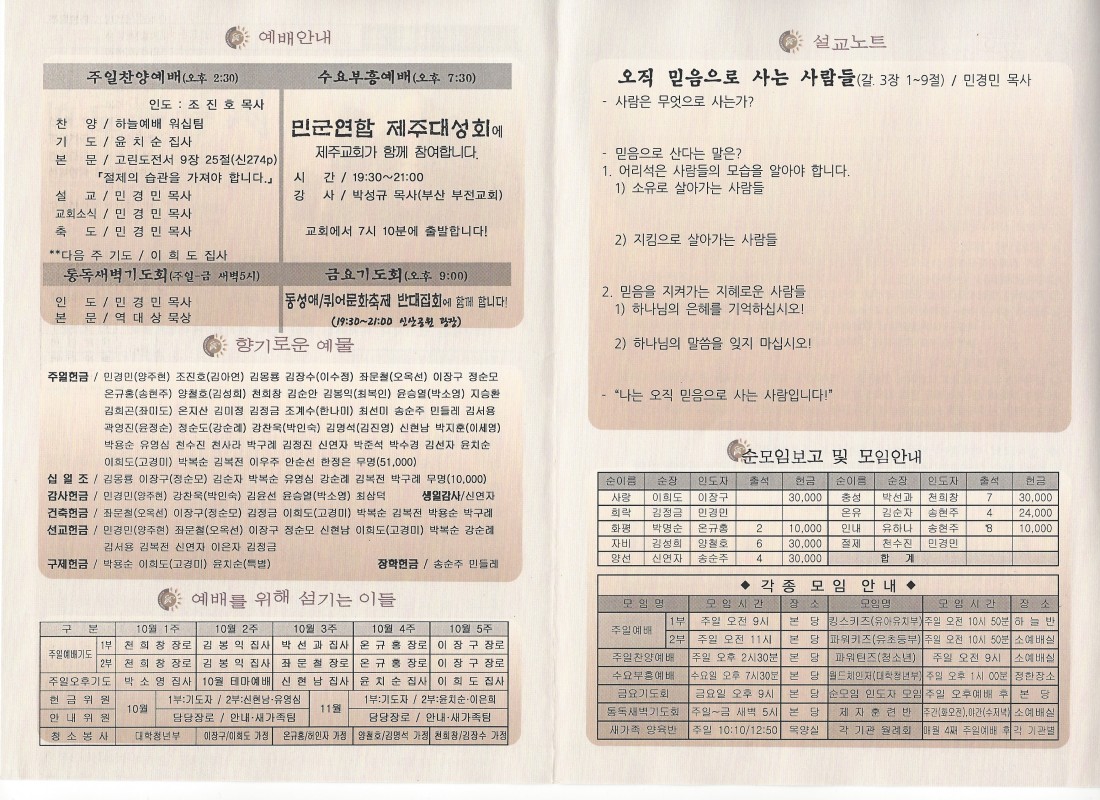 예배안내
주일찬양예배(오후 2:30)
인도 : 조 진 호 목사
찬 양 / 하늘예배 워십팀
기 도 / 윤 치 순 집사
본 문 / 고린도전서 9장 25절(신274p)
「절제의 습관을 가져야 합니다.」
설 교 / 민 경 민 목사
교회소식 / 민 경 민 목사
축 도 / 민 경 민 목사
**다음 주 기도 / 이 희 도 집사
수요부흥예배(오후 7:30)
민군연합 제주대성회에
제주교회가 함께 참여합니다.
시 간 / 19:30~21:00
강 사 / 박성규 목사(부산 부전교회)
교회에서 7시 10분에 출발합니다!
통독새벽기도회(주일-금 새벽5시)
인 도 / 민 경 민 목사
본 문 / 역 대 상 묵상
금요기도회(오후 9:00)
동성애/퀴어문화축제 반대집회에 함께 합니다!
(19:30~21:00 신산공원 광장)
향기로운 예물
주일헌금 / 민경민(양주현) 조진호(김아연) 김몽룡 김장수(이수정) 좌문철(오옥선) 이장구 정순모
온규홍(송현주) 양철호(김성희) 천희창 김순안 김봉익(최복인) 윤승열(박소영) 지승환
김희곤(좌미도) 은지산 김미정 김정금 조계수(한나미) 최선미 송순주 민들레 김서용
곽영진(윤정순) 정순도(강순례) 강찬욱(박인숙) 김명석(김진영) 신현남 박지훈(이세영)
박용순 유영심 천수진 천사라 박구례 김정진 신연자 박준석 박수경 김선자 윤치순
이희도(고경미) 박복순 김복전 이우주 안순선 한정은 무명(51,000)
십 일 조 / 김몽룡 이장구(정순모) 김순자 박복순 유영심 강순례 김복전 박구례 무명(10,000)
감사헌금 / 민경민(양주현) 강찬욱(박인숙) 김윤선 윤승열(박소영) 최삼덕 생일감사/신연자
건축헌금 / 좌문철(오옥선) 이장구(정순모) 김정금 이희도(고경미) 박복순 김복전 박용순 박구례
선교헌금 / 민경민(양주현) 좌문철(오옥선) 이장구 정순모 신현남 이희도(고경미) 박복순 강순례
김서용 김복전 신연자 이은자 김정금
구제헌금 / 박용순 이희도(고경미) 윤치순(특별) 장학헌금 / 송순주 민들레
예배를 위해 섬기는 이들
구 분 10월 1주 10월 2주 10월 3주 10월 4주 10월 5주
주일예배기도 1부 천 희 창 장로 김 봉 익 집사 박 선 과 집사 온 규 홍 장로 이 장 구 장로
2부 천 희 창 장로 김 봉 익 집사 좌 문 철 장로 온 규 홍 장로 이 장 구 장로
주일오후기도 박 소 영 집사 10월 테마예배 신 현 남 집사 윤 치 순 집사 이 희 도 집사
헌 금 위 원 10월 1부:기도자 / 2부:신현남·유영심 11월 1부:기도자 / 2부:윤치순·이은희
안 내 위 원 담당장로 / 안내·새가족팀 담당장로 / 안내·새가족팀
청 소 봉 사 대학청년부 이장구/이희도 가정 온규홍/허인자 가정 양철호/김명석 가정 천희창/김장수 가정
설교노트
오직 믿음으로 사는 사람들(갈. 3장 1~9절) / 민경민 목사
- 사람은 무엇으로 사는가?
- 믿음으로 산다는 말은?
1. 어리석은 사람들의 모습을 알아야 합니다.
1) 소유로 살아가는 사람들
2) 지킴으로 살아가는 사람들
2. 믿음을 지켜가는 지혜로운 사람들
1) 하나님의 은혜를 기억하십시오!
2) 하나님의 말씀을 잊지 마십시오!
- “나는 오직 믿음으로 사는 사람입니다!”
순모임보고 및 모임안내
순이름 순장 인도자 출석 헌금 순이름 순장 인도자 출석 헌금
사랑 이희도 이장구 30,000 충성 박선과 천희창 7 30,000
희락 김정금 민경민 온유 김순자 송현주 4 24,000
화평 박명순 온규홍 2 10,000 인내 유하나 송현주 8 10,000
자비 김성희 양철호 6 30,000 절제 천수진 민경민
양선 신연자 송순주 4 30,000 합 계
◆ 각 종 모 임 안 내 ◆
모 임 명 모 임 시 간 장 소 모임명 모 임 시 간 장 소
주일예배 1부 주일 오전 9시 본 당 킹스키즈(유아유치부) 주일 오전 10시 50분 하 늘 반
2부 주일 오전 11시 본 당 파워키즈(유초등부) 주일 오전 10시 50분 소예배실
주일찬양예배 주일 오후 2시30분 본 당 파워틴즈(청소년) 주일 오전 9시 소예배실
수요부흥예배 수요일 오후 7시30분 본 당 월드체인저(대학청년부) 주일 오후 1시 00분 정한장소
금요기도회 금요일 오후 9시 본 당 순모임 인도자 모임 주일 오후예배 후 본 당
통독새벽기도회 주일~금 새벽 5시 본 당 제 자 훈 련 반 주간(화오전),야간(수저녁) 소예배실
새가족 양육반 주일 10:10/12:50 목양실 각 기관 월례회 매월 4째 주일예배 후 각 기관별